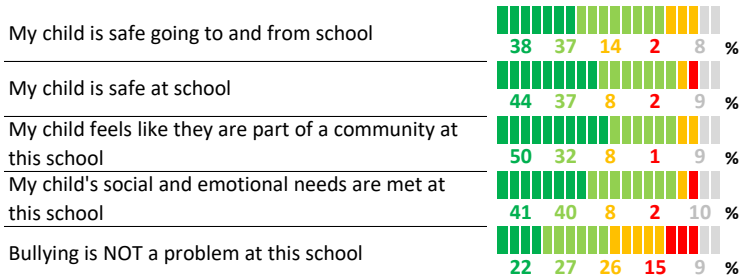 My child is safe going to and from school
38 37 14 2 8 %
My child is safe at school
44 37 8 2 9 %
My child feels like they are part of a community at
this school
50 32 8 1 9 %
My child's social and emotional needs are met at
this school
41 40 8 2 10 %
Bullying is NOT a problem at this school
22 27 26 15 9 %